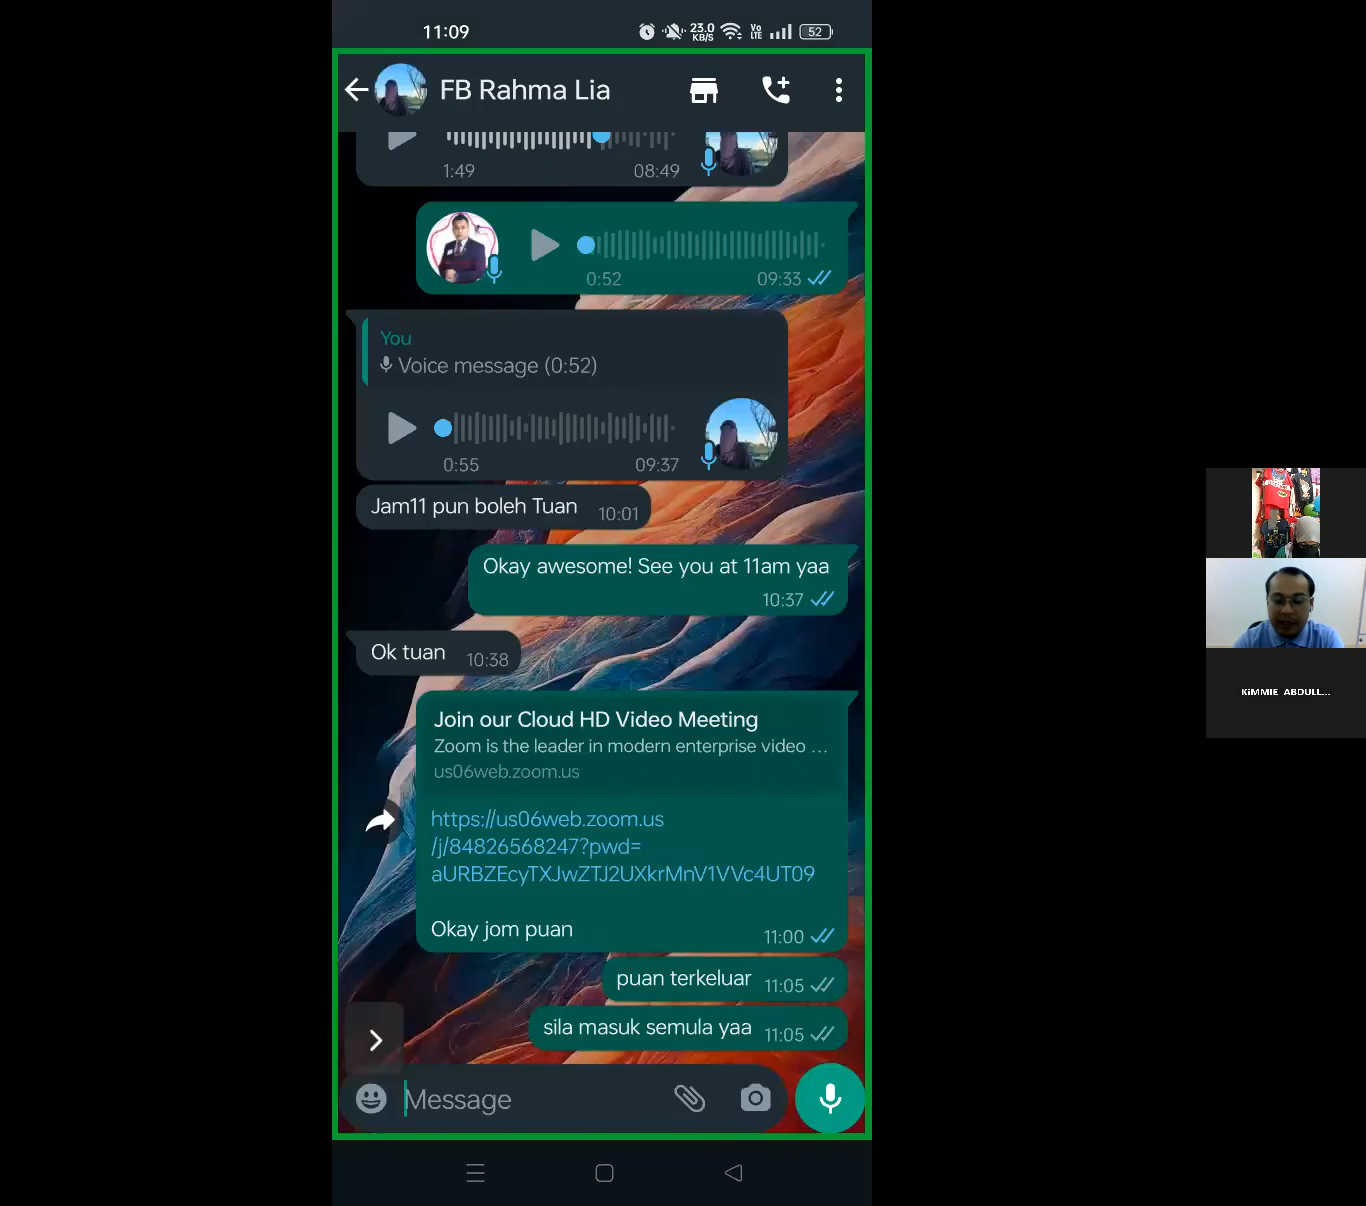 11:09
23.0
KB/S
Vo
LTE
52
FB Rahma Lia
1:49
08:49
0:52
09:33
You
Voice message (0:52)
0:55
09:37
Jam11 pun boleh Tuan
10:01
Okay awesome! See you at 11am yaa
10:37
Ok tuan
10:38
Join our Cloud HD Video Meeting
Zoom is the leader in modern enterprise video ...
us06web.zoom.us
https://us06web.zoom.us
/j/84826568247?pwd=
aURBZEcyTXJwZTJ2UXkrMnV1VVc4UT09
Okay jom puan
11:00
puan terkeluar
11:05
sila masuk semula yaa
11:05
Message
KiMMIE ABDULL...